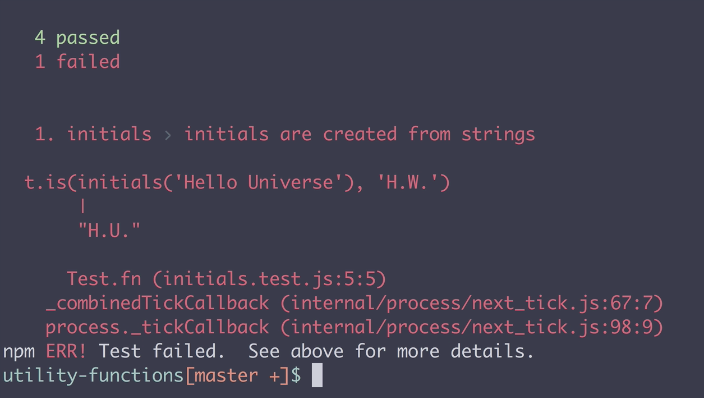 4 passed
1 failed
1. initials › initials are created from strings
t.is(initials('Hello Universe'), 'H.W.')
|
"H.U."
Test.fn (initials.test.js:5:5)
_combinedTickCallback (internal/process/next_tick.js:67:7)
process._tickCallback (internal/process/next_tick.js:98:9)
npm ERR! Test failed.  See above for more details.
utility-functions[master +]$